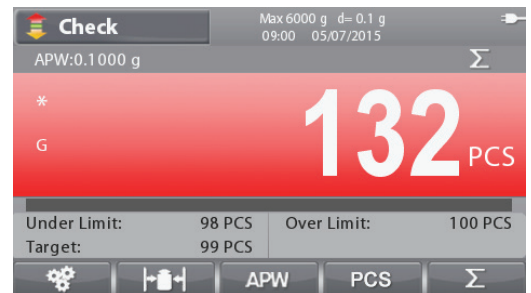 Check
Max 6000 g d= 0.1 g
09:00 05/07/2015
APW:0.1000 g Σ
*
G
132 PCS
Under Limit: 98 PCS Over Limit: 100 PCS
Target: 99 PCS
APW PCS Σ